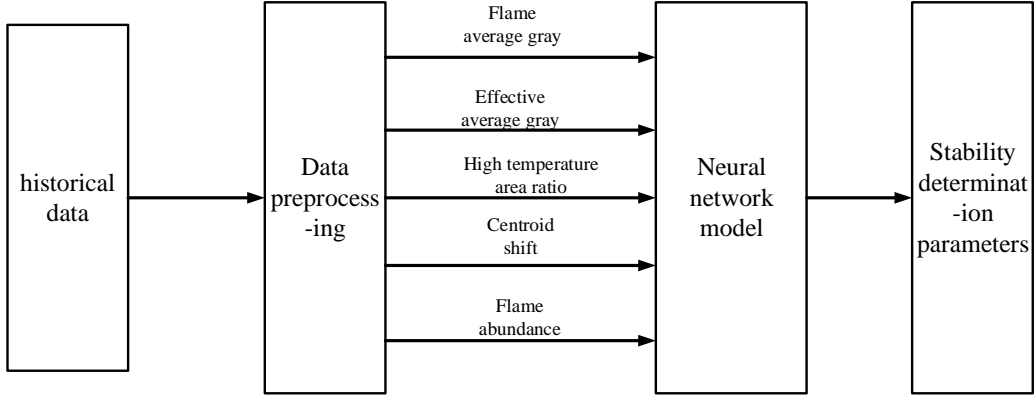 historical
data
Data
preprocess
-ing
Flame
average gray
Effective
average gray
High temperature
area ratio
Centroid
shift
Flame
abundance
Neural
network
model
Stability
determinat
-ion
parameters